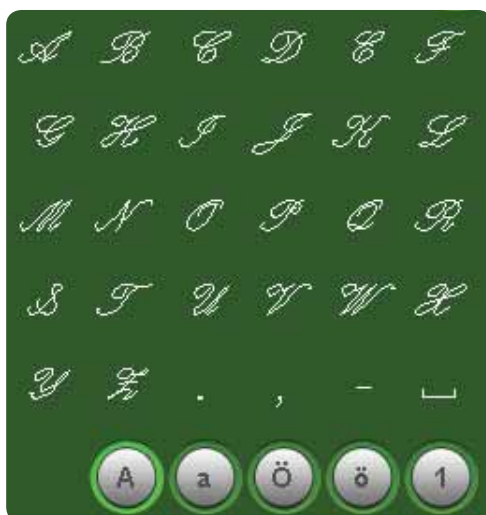 A B C D E F
G H I J K L
M N O P Q R
S T U V W X
Y Z . , - ⎵
A a Ö ö 1